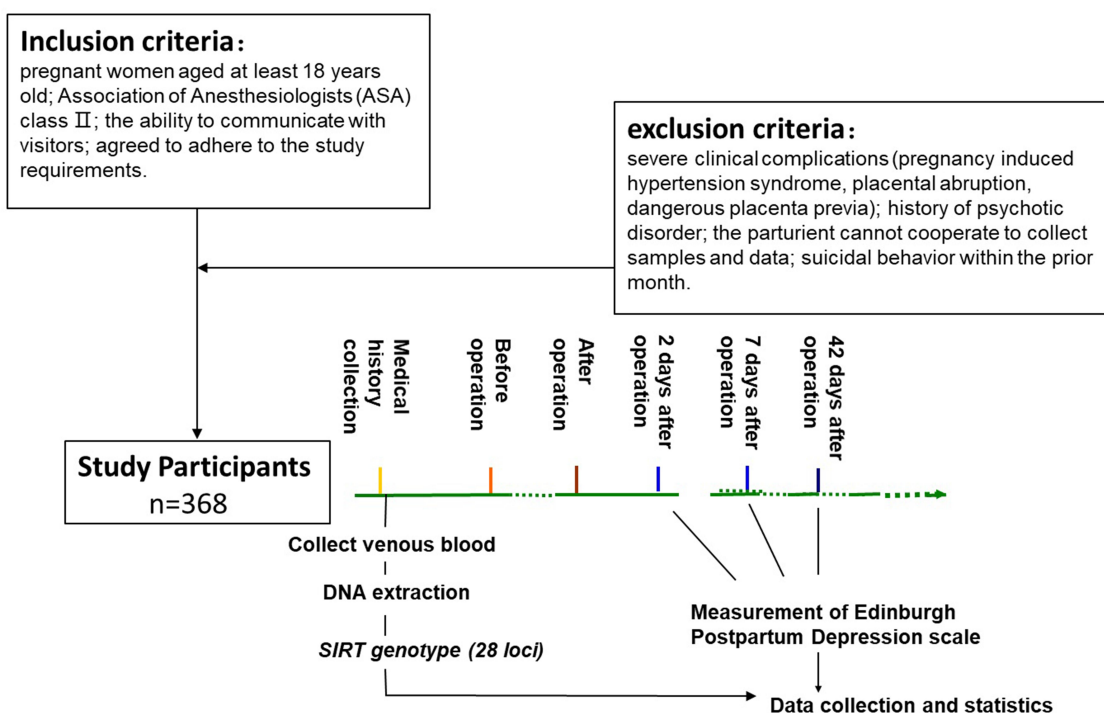 Inclusion criteria:
pregnant women aged at least 18 years
old; Association of Anesthesiologists (ASA)
class Ⅱ; the ability to communicate with
visitors; agreed to adhere to the study
requirements.
exclusion criteria:
severe clinical complications (pregnancy induced
hypertension syndrome, placental abruption,
dangerous placenta previa); history of psychotic
disorder; the parturient cannot cooperate to collect
samples and data; suicidal behavior within the prior
month.
Medical
history
collection
Before
operation
After
operation
2 days after
operation
7 days after
operation
42 days after
operation
Study Participants
n=368
Collect venous blood
DNA extraction
SIRT genotype (28 loci)
Measurement of Edinburgh
Postpartum Depression scale
Data collection and statistics